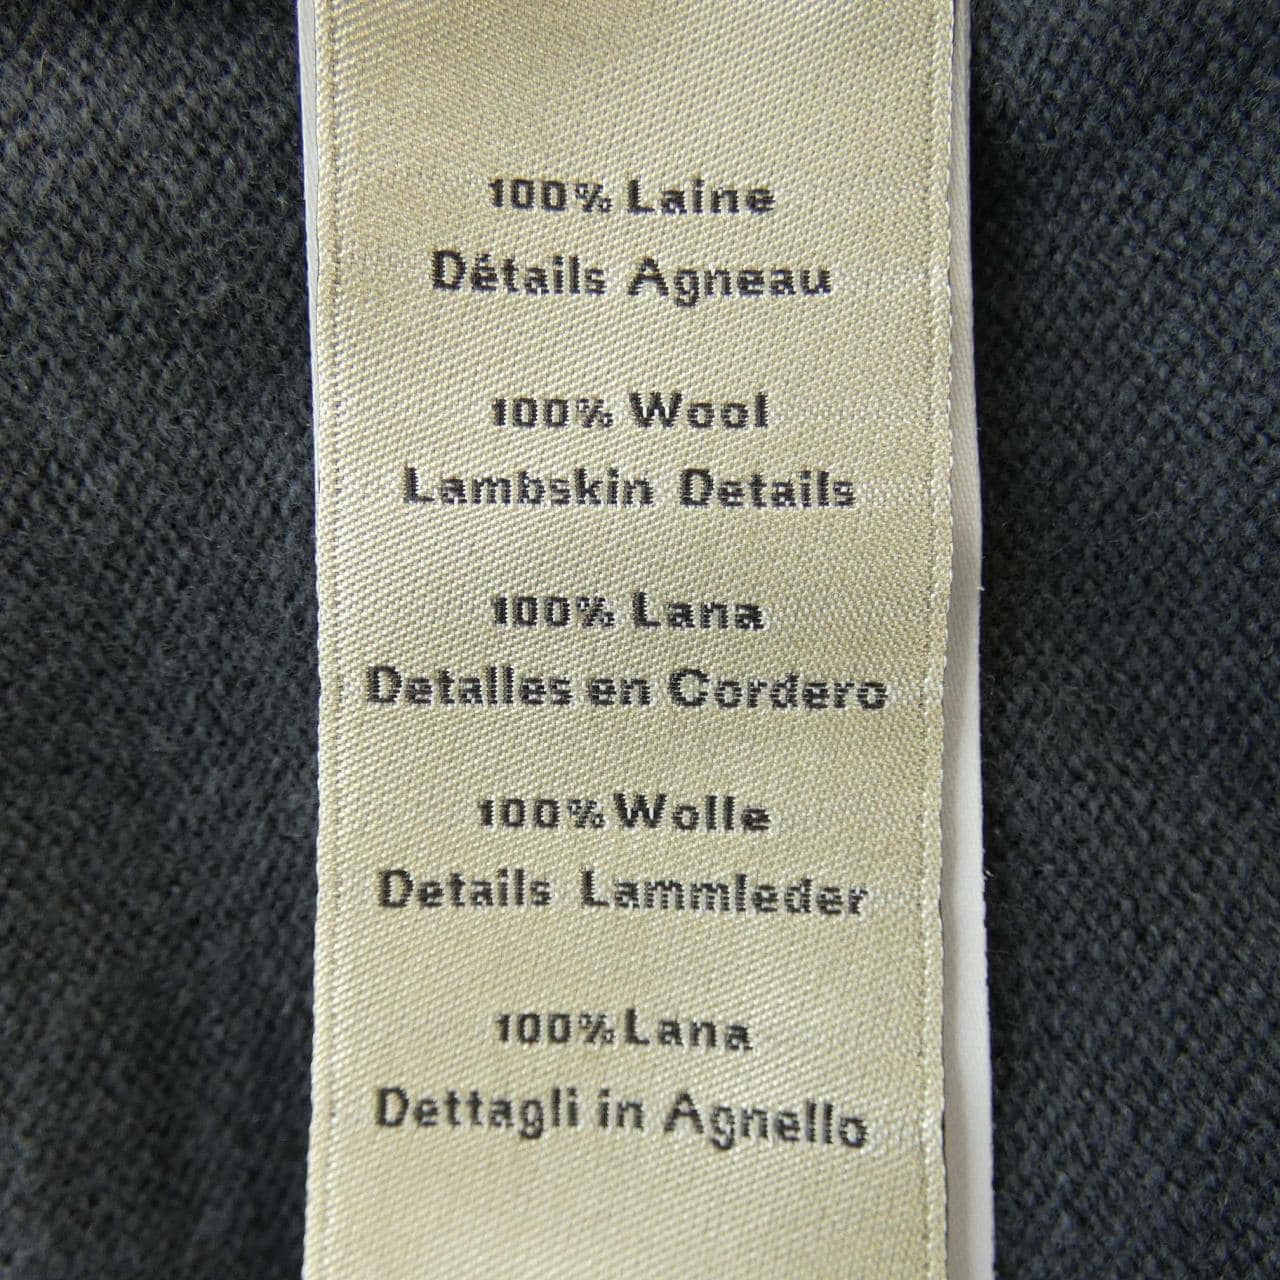 100% Laine
Détails Agneau
100% Wool
Lambskin Details
100% Lana
Detalles en Cordero
100% Wolle
Details Lammleder
100% Lana
Dettagli in Agnello